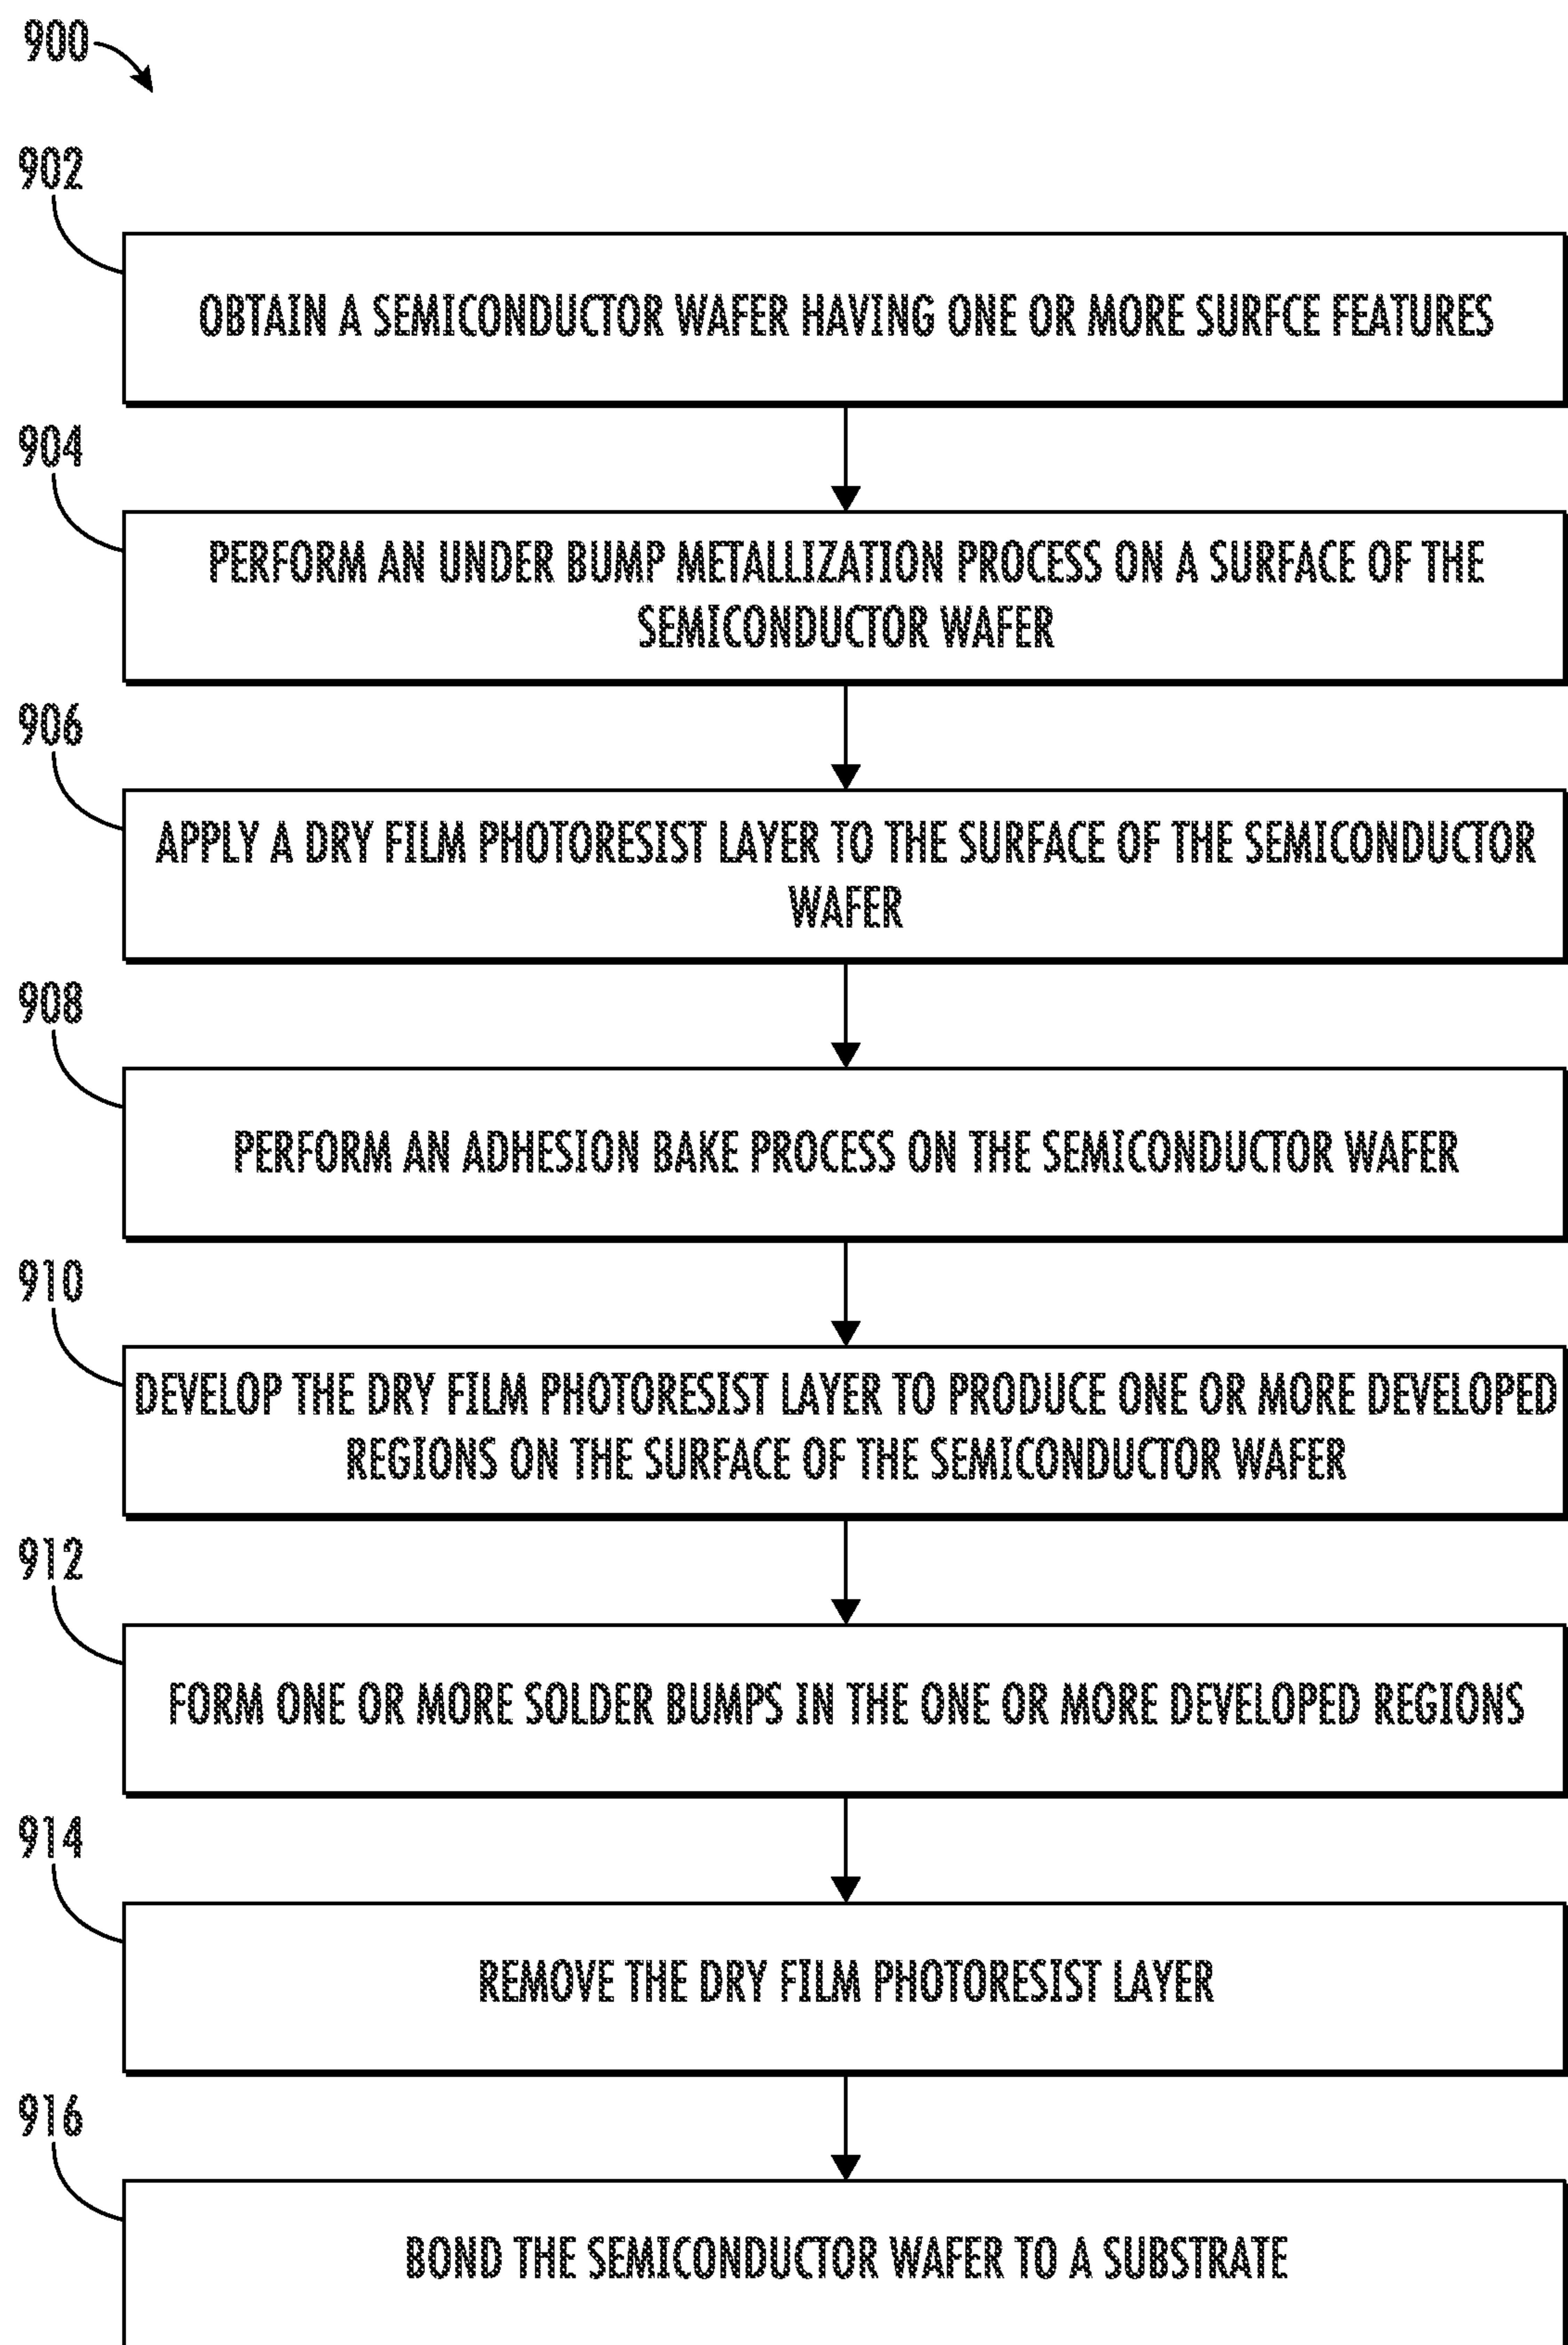 900
902
OBTAIN A SEMICONDUCTOR WAFER HAVING ONE OR MORE SURFCE FEATURES
904
PERFORM AN UNDER BUMP METALLIZATION PROCESS ON A SURFACE OF THE
SEMICONDUCTOR WAFER
906
APPLY A DRY FILM PHOTORESIST LAYER TO THE SURFACE OF THE SEMICONDUCTOR
WAFER
908
PERFORM AN ADHESION BAKE PROCESS ON THE SEMICONDUCTOR WAFER
910
DEVELOP THE DRY FILM PHOTORESIST LAYER TO PRODUCE ONE OR MORE DEVELOPED
REGIONS ON THE SURFACE OF THE SEMICONDUCTOR WAFER
912
FORM ONE OR MORE SOLDER BUMPS IN THE ONE OR MORE DEVELOPED REGIONS
914
REMOVE THE DRY FILM PHOTORESIST LAYER
916
BOND THE SEMICONDUCTOR WAFER TO A SUBSTRATE